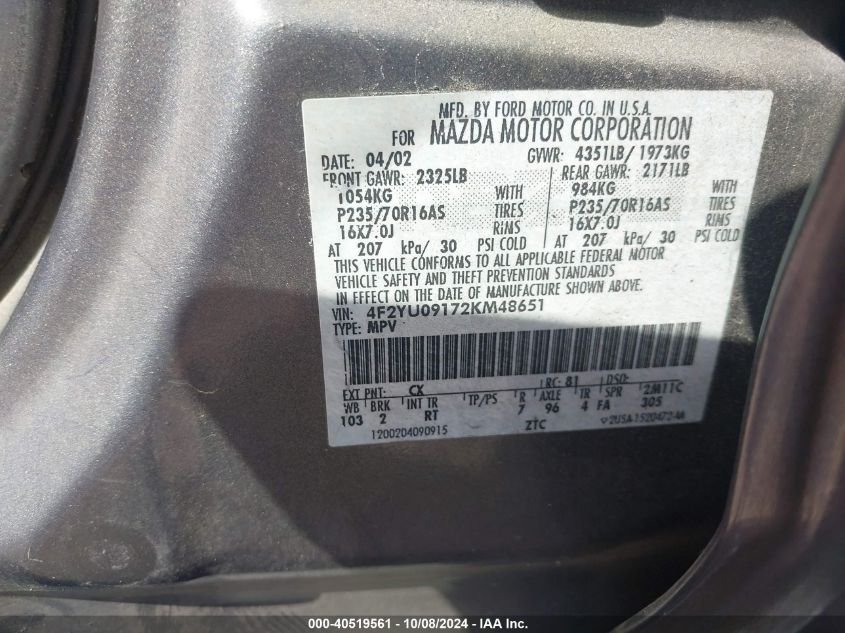 MFD. BY FORD MOTOR CO. IN U.S.A.
FOR MAZDA MOTOR CORPORATION
DATE: 04/02 GVWR: 4351LB/ 1973KG
FRONT GAWR: 2325LB REAR GAWR: 2171LB
1054KG WITH 984KG WITH
P235/70R16AS TIRES P235/70R16AS TIRES
16X7.0J RIMS 16X7.0J RIMS
AT 207 kPa/ 30 PSI COLD AT 207 kPa/ 30 PSI COLD
THIS VEHICLE CONFORMS TO ALL APPLICABLE FEDERAL MOTOR
VEHICLE SAFETY AND THEFT PREVENTION STANDARDS
IN EFFECT ON THE DATE OF MANUFACTURE SHOWN ABOVE.
VIN: 4F2YU09172KM48651
TYPE: MPV
EXT PNT: CX RC: 81 DSO:
WB BRK INT TR TP/PS R AXLE TR SPR 2M11C
103 2 RT 7 96 4 FA 305
1200204090915 ZTC
000-40519561 - 10/08/2024 - IAA Inc.